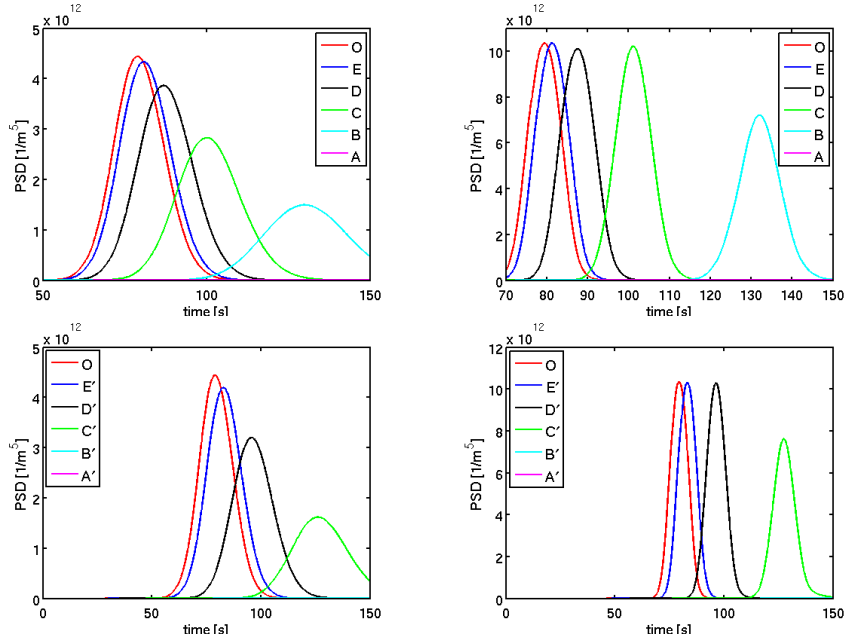 x 10^12
5
4
3
2
1
0
50
100
150
PSD [1/m^5]
time [s]
O
E
D
C
B
A
x 10^12
10
8
6
4
2
0
70
80
90
100
110
120
130
140
150
PSD [1/m^5]
time [s]
O
E
D
C
B
A
x 10^12
5
4
3
2
1
0
0
50
100
150
PSD [1/m^5]
time [s]
O
E′
D′
C′
B′
A′
x 10^12
12
10
8
6
4
2
0
0
50
100
150
PSD [1/m^5]
time [s]
O
E′
D′
C′
B′
A′